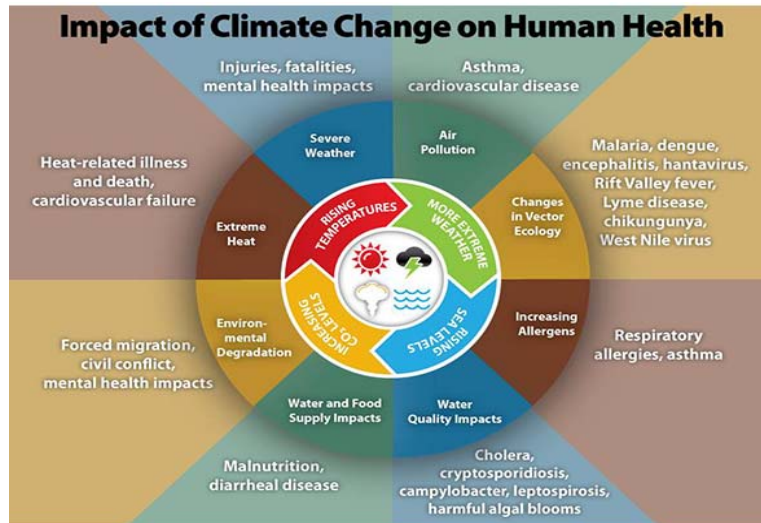 Impact of Climate Change on Human Health
Injuries, fatalities,
mental health impacts
Asthma,
cardiovascular disease
Severe
Weather
Air
Pollution
Heat-related illness
and death,
cardiovascular failure
Malaria, dengue,
encephalitis, hantavirus,
Rift Valley fever,
Lyme disease,
chikungunya,
West Nile virus
Extreme
Heat
RISING
TEMPERATURES
MORE EXTREME
WEATHER
Changes
in Vector
Ecology
Environ-
mental
Degradation
INCREASING
CO₂ LEVELS
RISING
SEA LEVELS
Increasing
Allergens
Forced migration,
civil conflict,
mental health impacts
Respiratory
allergies, asthma
Water and Food
Supply Impacts
Water
Quality Impacts
Malnutrition,
diarrheal disease
Cholera,
cryptosporidiosis,
campylobacter, leptospirosis,
harmful algal blooms